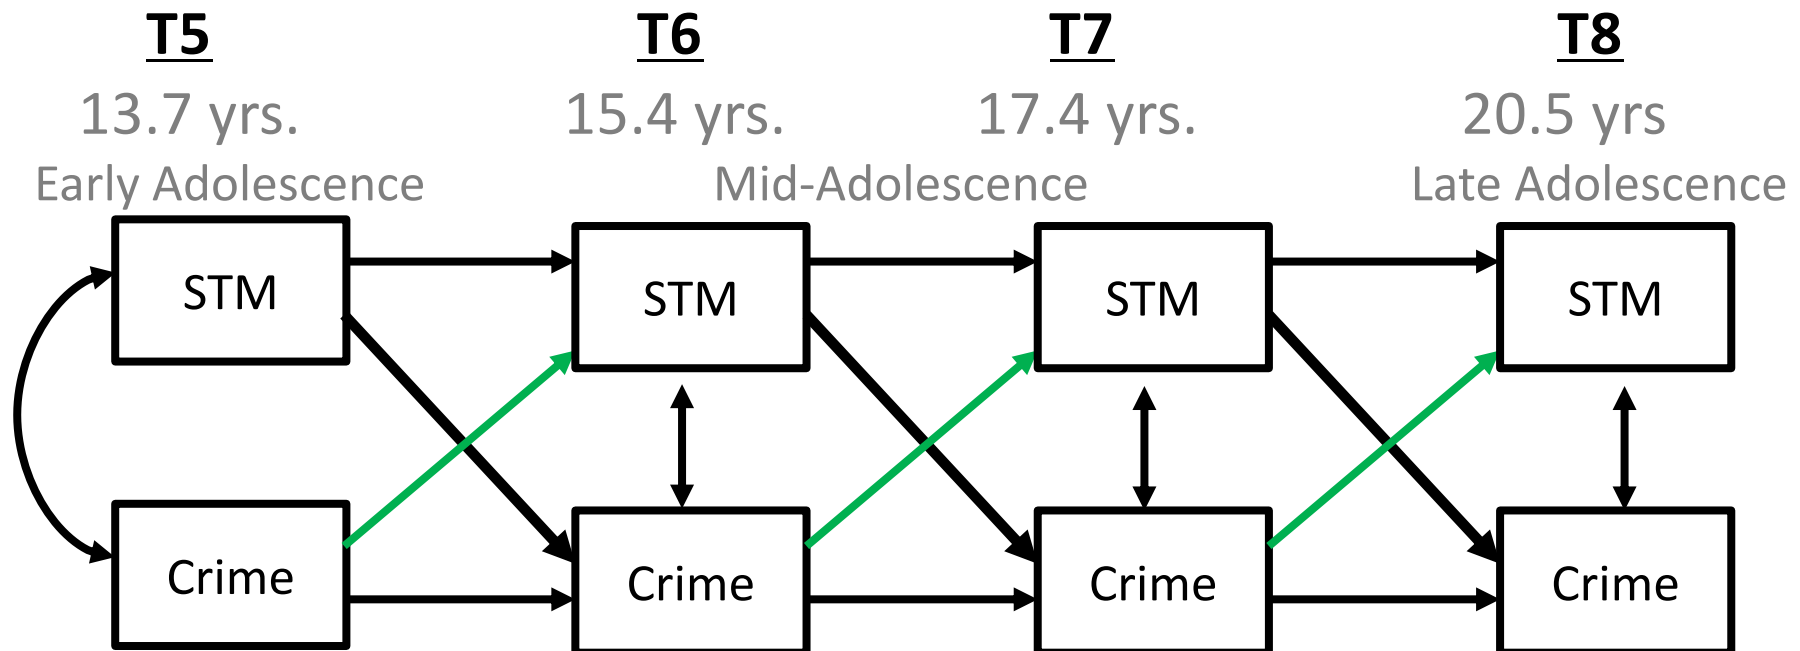 T5 T6 T7 T8
13.7 yrs. 15.4 yrs. 17.4 yrs. 20.5 yrs
Early Adolescence Mid-Adolescence Late Adolescence
STM STM STM STM
Crime Crime Crime Crime